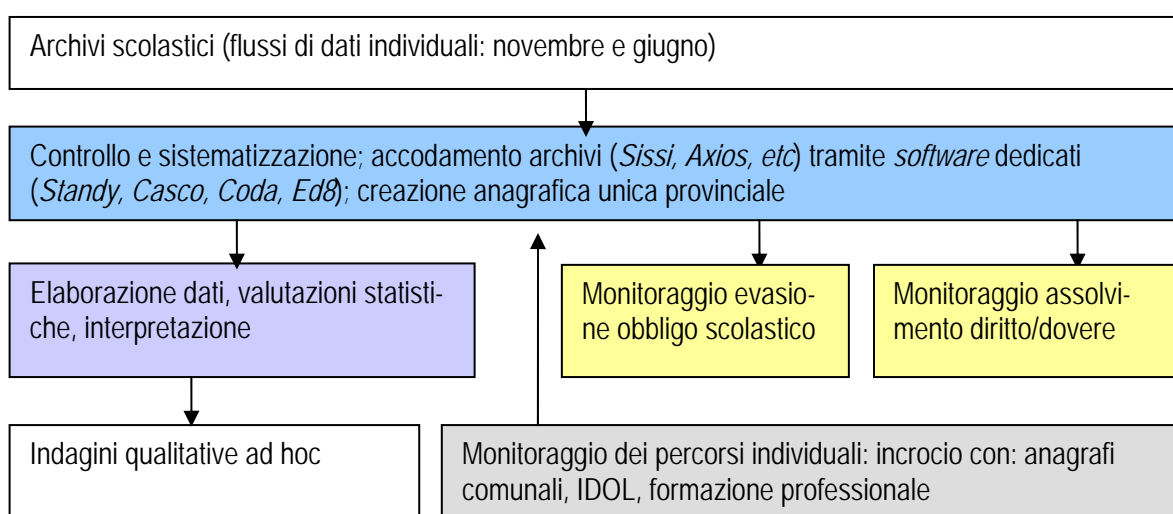 Archivi scolastici (flussi di dati individuali: novembre e giugno)
Controllo e sistematizzazione; accodamento archivi (Sissi, Axios, etc) tramite software dedicati
(Standy, Casco, Coda, Ed8); creazione anagrafica unica provinciale
Elaborazione dati, valutazioni statisti-
che, interpretazione
Monitoraggio evasio-
ne obbligo scolastico
Monitoraggio assolvi-
mento diritto/dovere
Indagini qualitative ad hoc
Monitoraggio dei percorsi individuali: incrocio con: anagrafi
comunali, IDOL, formazione professionale